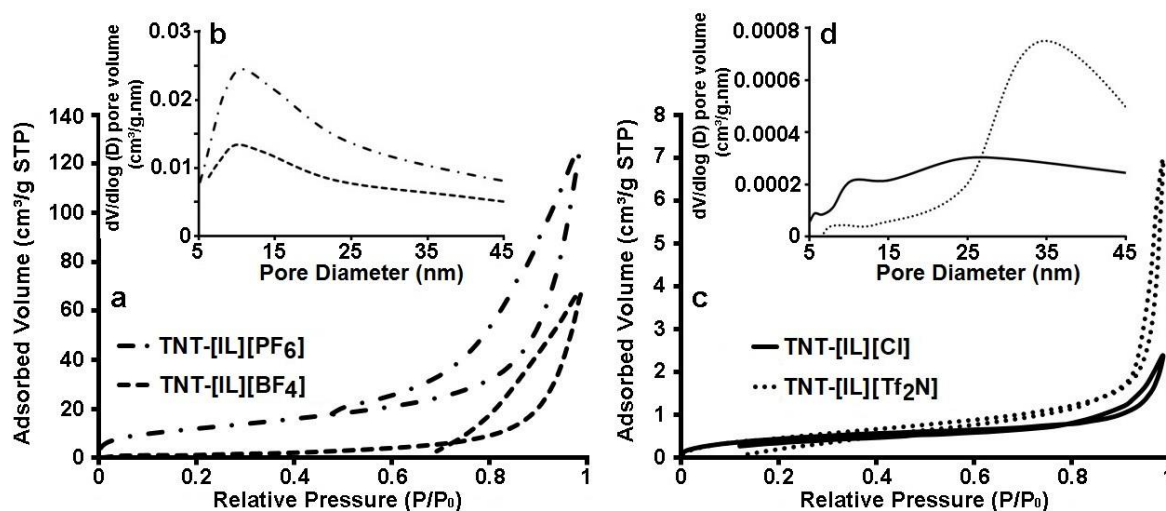 b
dV/dlog (D) pore volume
(cm³/g.nm)
0.03
0.02
0.01
0
5 15 25 35 45
Pore Diameter (nm)
Adsorbed Volume (cm³/g STP)
140
120
100
80
60
40
20
0
a
TNT-[IL][PF₆]
TNT-[IL][BF₄]
0 0.2 0.4 0.6 0.8 1
Relative Pressure (P/P₀)
d
dV/dlog (D) pore volume
(cm³/g.nm)
0.0008
0.0006
0.0004
0.0002
0
5 15 25 35 45
Pore Diameter (nm)
Adsorbed Volume (cm³/g STP)
8
7
6
5
4
3
2
1
0
c
TNT-[IL][Cl]
TNT-[IL][Tf₂N]
0 0.2 0.4 0.6 0.8 1
Relative Pressure (P/P₀)